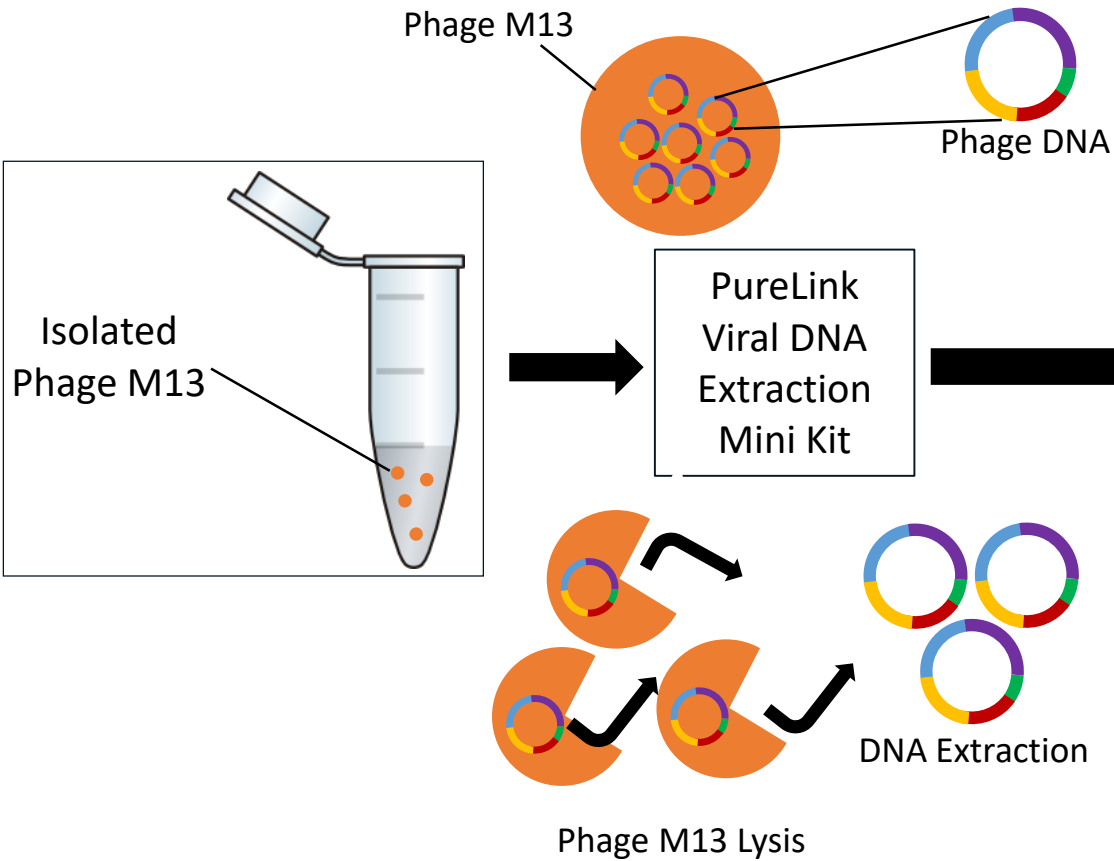 Phage M13
Phage DNA
Isolated
Phage M13
PureLink
Viral DNA
Extraction
Mini Kit
DNA Extraction
Phage M13 Lysis